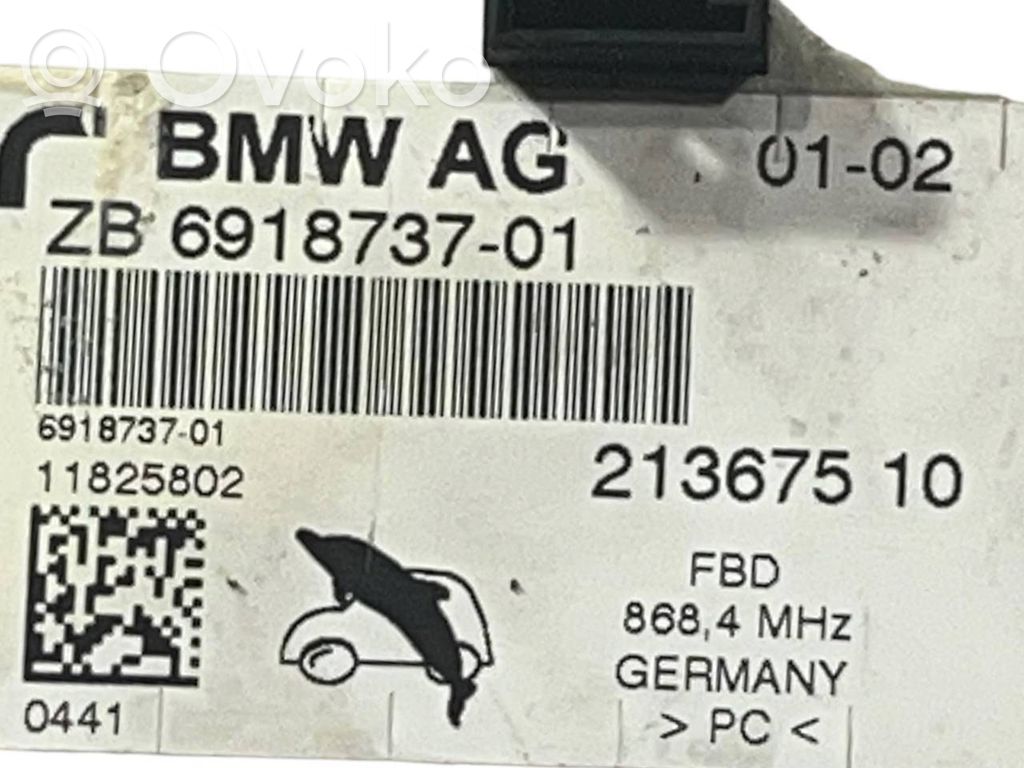 Ovoko
BMW AG 01-02
ZB 6918737-01
6918737-01
11825802
213675 10
FBD
868,4 MHz
GERMANY
> PC <
0441